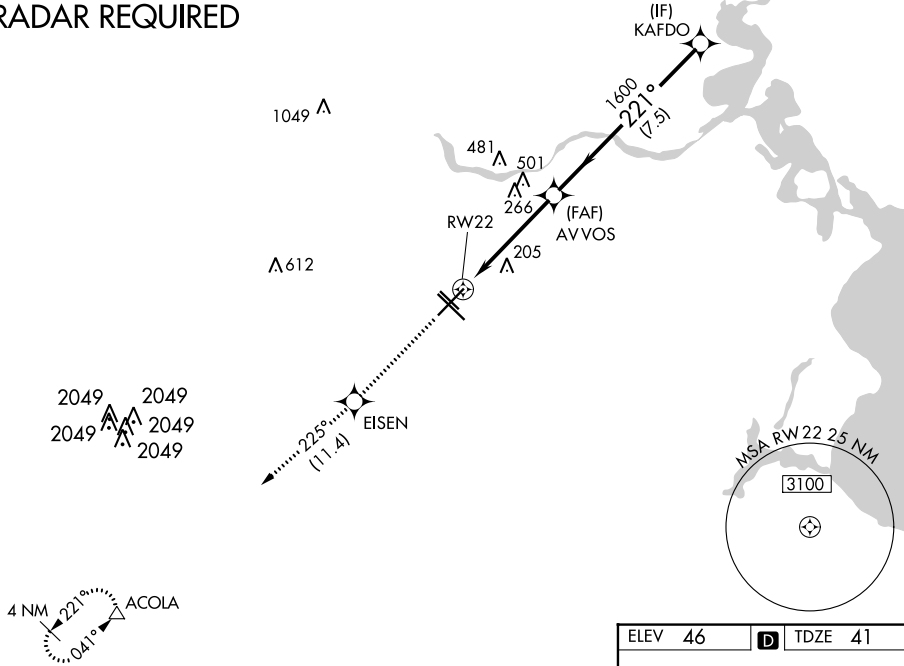 RADAR REQUIRED
(IF)
KAFDO
1600
221°
(7.5)
1049
481
501
266
(FAF)
AVVOS
RW22
205
612
2049
2049
2049
2049
2049
EISEN
225°
(11.4)
MSA RW22 25 NM
3100
4 NM
221°
041°
ACOLA
ELEV 46 D TDZE 41